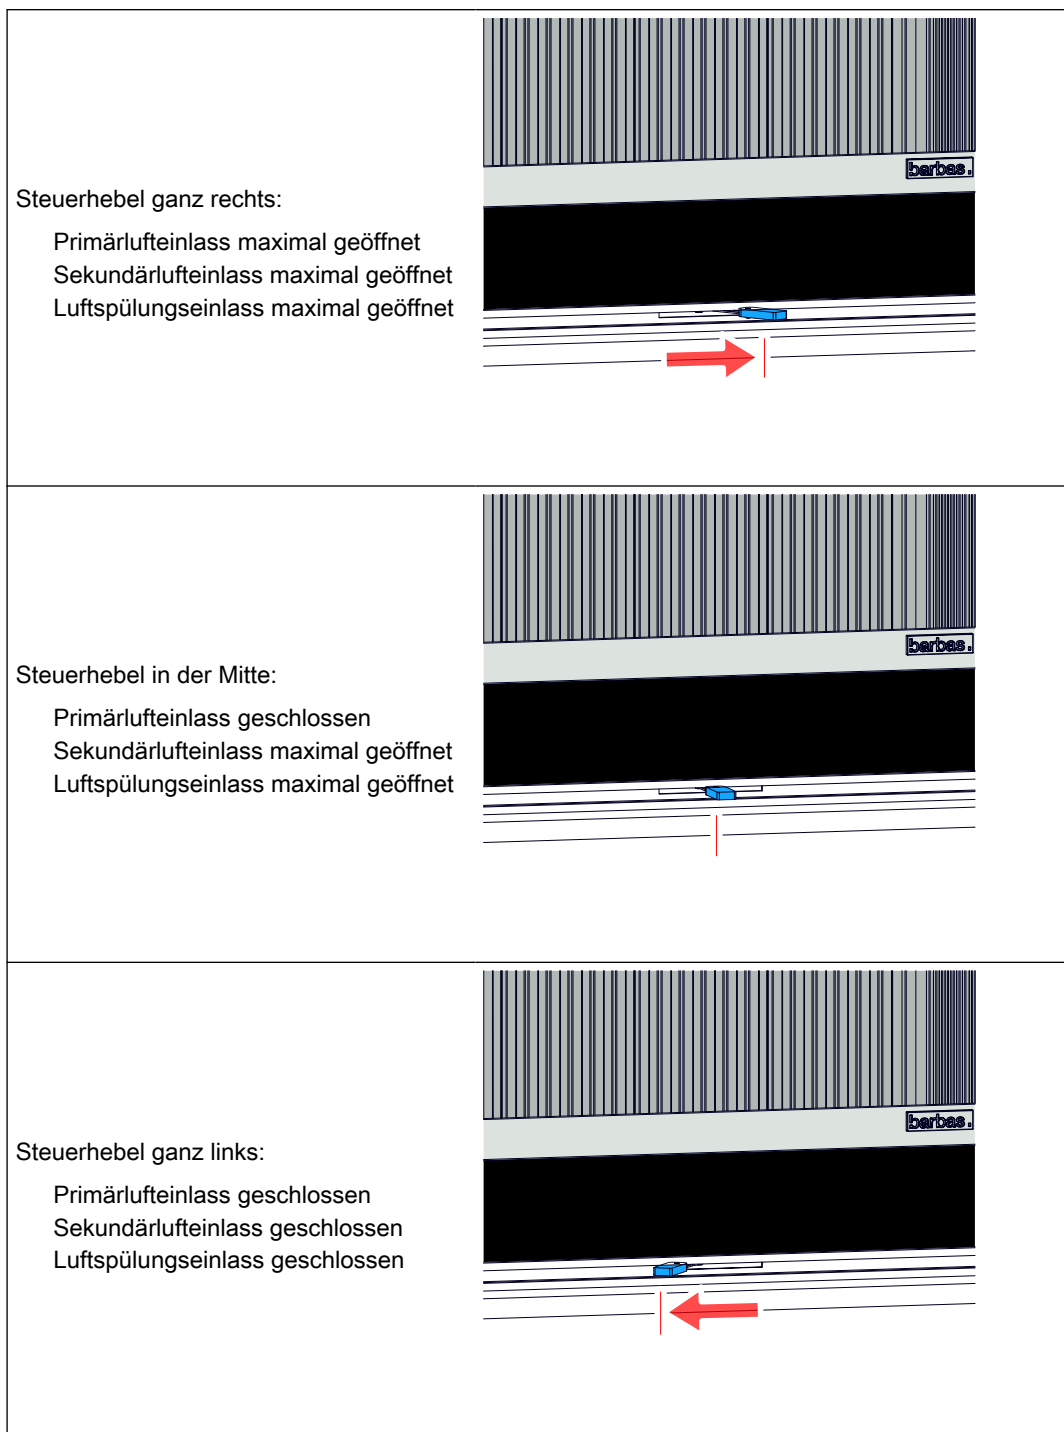 barbas.
Steuerhebel ganz rechts:
Primärlufteinlass maximal geöffnet
Sekundärlufteinlass maximal geöffnet
Luftspülungseinlass maximal geöffnet
barbas.
Steuerhebel in der Mitte:
Primärlufteinlass geschlossen
Sekundärlufteinlass maximal geöffnet
Luftspülungseinlass maximal geöffnet
barbas.
Steuerhebel ganz links:
Primärlufteinlass geschlossen
Sekundärlufteinlass geschlossen
Luftspülungseinlass geschlossen